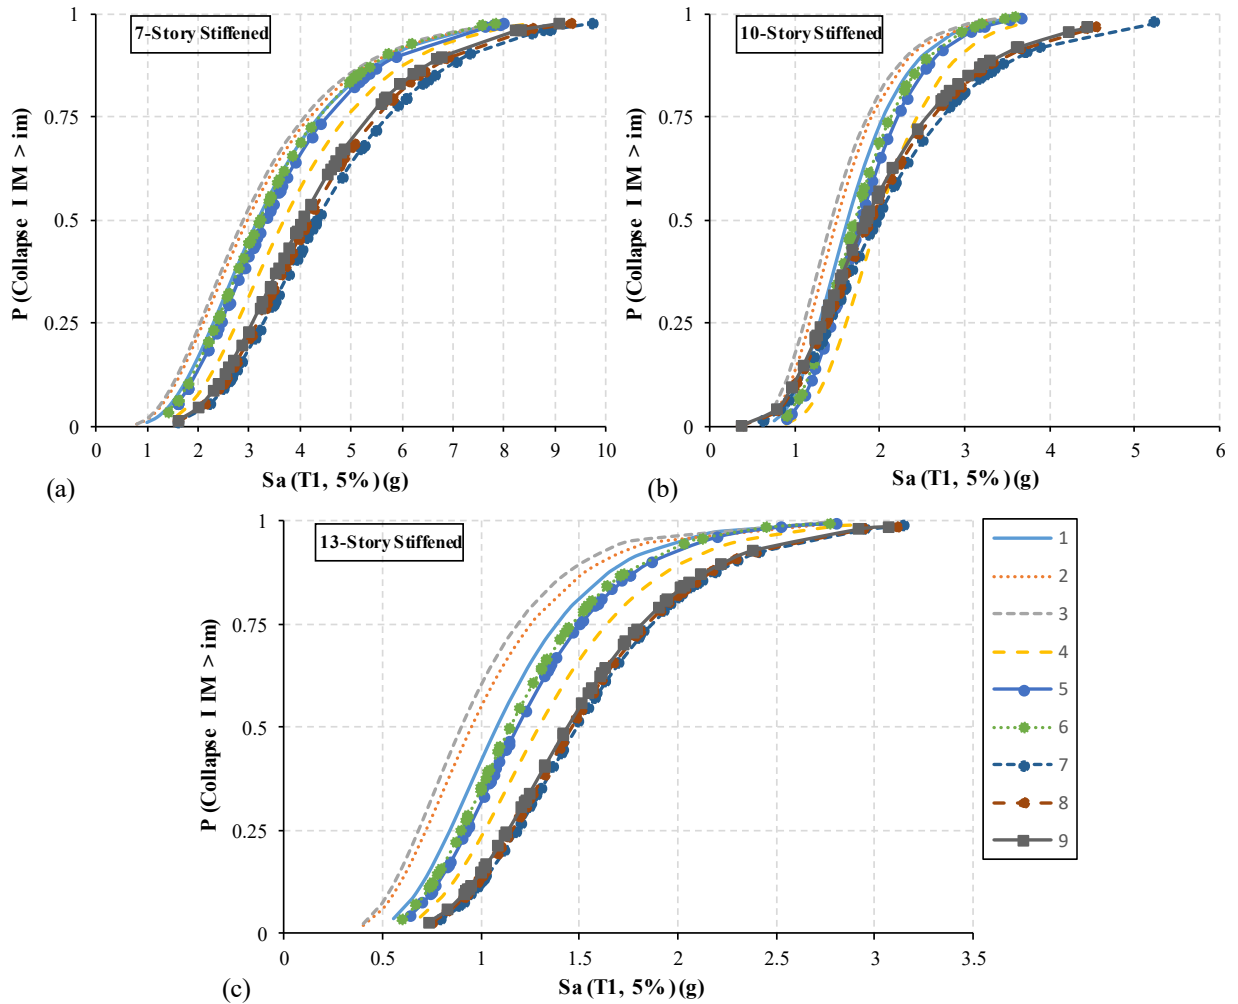 7-Story Stiffened
P (Collapse I IM > im)
1
0.75
0.5
0.25
0
0 1 2 3 4 5 6 7 8 9 10
Sa (T1, 5%) (g)
(a)
10-Story Stiffened
P (Collapse I IM > im)
1
0.75
0.5
0.25
0
0 1 2 3 4 5 6
Sa (T1, 5%) (g)
(b)
13-Story Stiffened
P (Collapse I IM > im)
1
0.75
0.5
0.25
0
0 0.5 1 1.5 2 2.5 3 3.5
Sa (T1, 5%) (g)
(c)
1
2
3
4
5
6
7
8
9